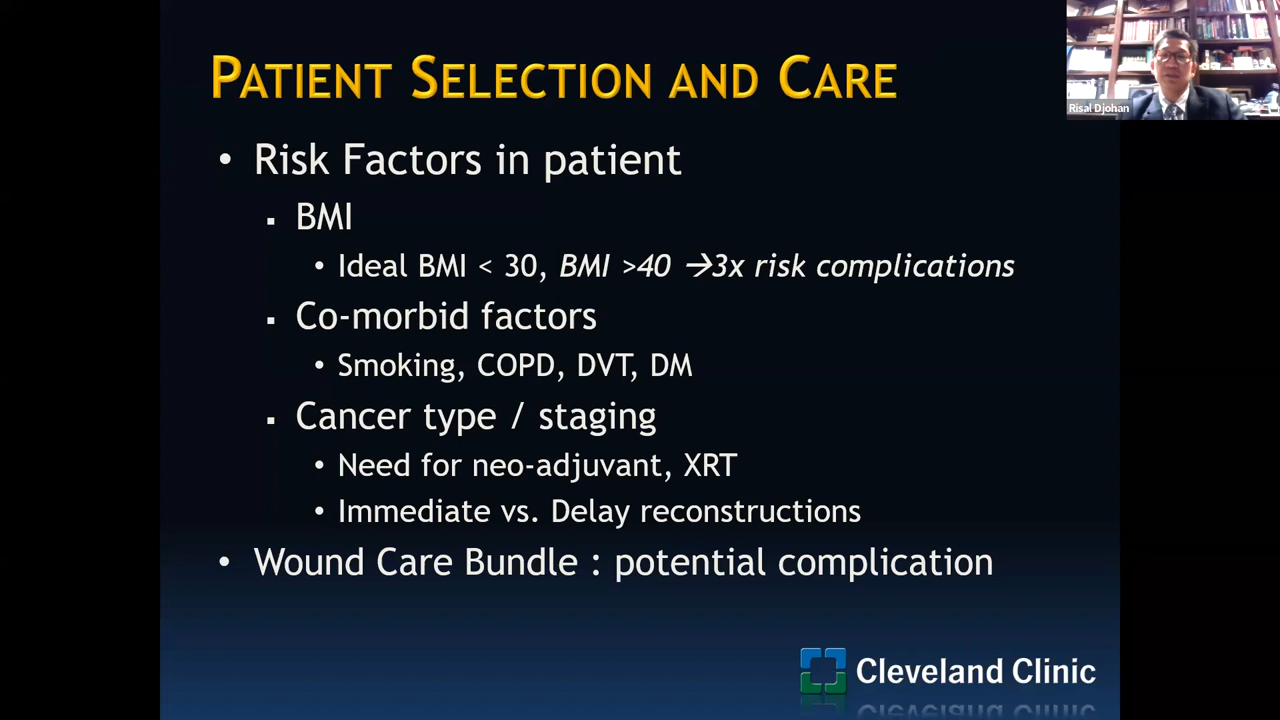 PATIENT SELECTION AND CARE
Risal Djohan
• Risk Factors in patient
▪ BMI
• Ideal BMI < 30, BMI >40 →3x risk complications
▪ Co-morbid factors
• Smoking, COPD, DVT, DM
▪ Cancer type / staging
• Need for neo-adjuvant, XRT
• Immediate vs. Delay reconstructions
• Wound Care Bundle : potential complication
Cleveland Clinic